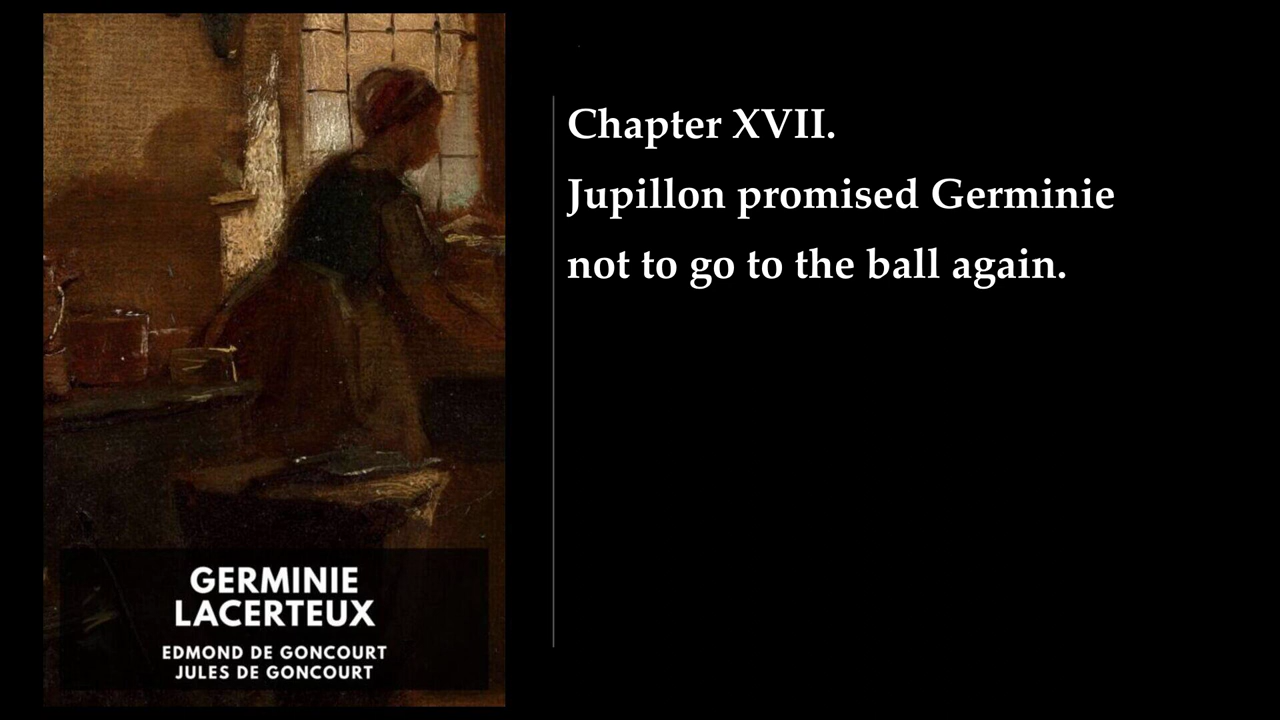 Chapter XVII.
Jupillon promised Germinie
not to go to the ball again.
GERMINIE
LACERTEUX
EDMOND DE GONCOURT
JULES DE GONCOURT